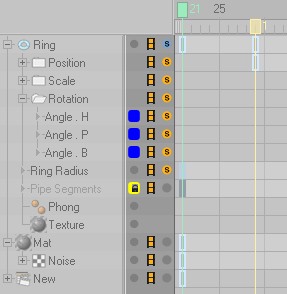 21 25
Ring
Position
Scale
Rotation
Angle . H
Angle . P
Angle . B
Ring Radius
Pipe Segments
Phong
Texture
Mat
Noise
New